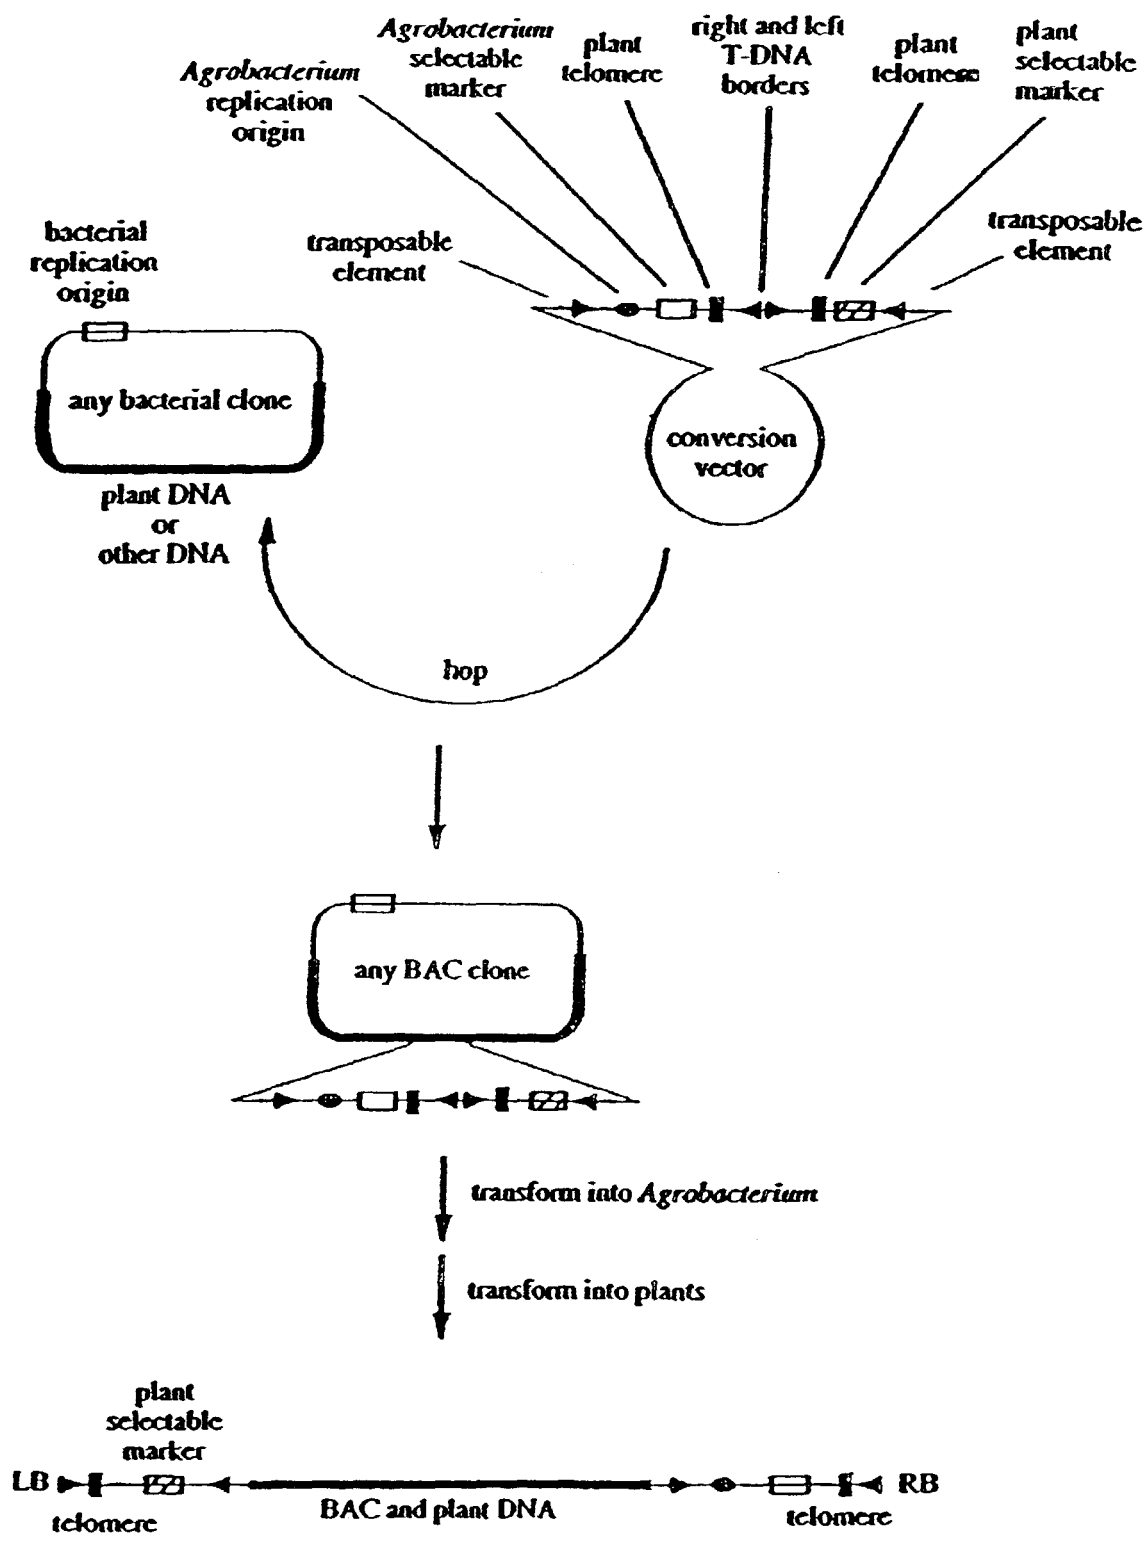 Agrobacterium
replication
origin
Agrobacterium
selectable
marker
plant
telomere
right and left
T-DNA
borders
plant
telomere
plant
selectable
marker
bacterial
replication
origin
transposable
element
transposable
element
any bacterial clone
conversion
vector
plant DNA
or
other DNA
hop
any BAC clone
transform into Agrobacterium
transform into plants
plant
selectable
marker
LB
RB
BAC and plant DNA
telomere
telomere